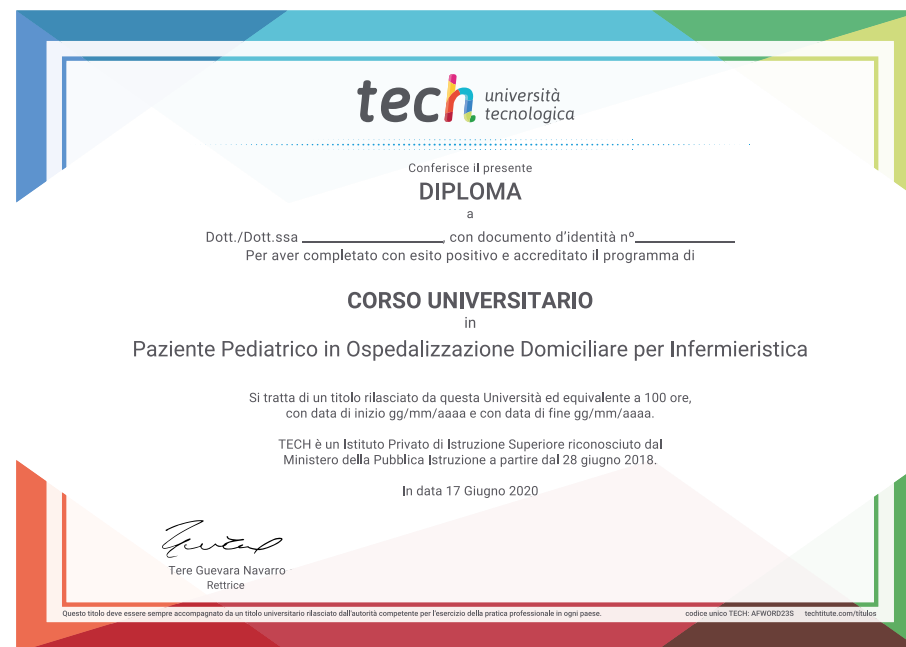 tech università
tecnologica
Conferisce il presente
DIPLOMA
a
Dott./Dott.ssa ____________________, con documento d'identità nº______________
Per aver completato con esito positivo e accreditato il programma di
CORSO UNIVERSITARIO
in
Paziente Pediatrico in Ospedalizzazione Domiciliare per Infermieristica
Si tratta di un titolo rilasciato da questa Università ed equivalente a 100 ore,
con data di inizio gg/mm/aaaa e con data di fine gg/mm/aaaa.
TECH è un Istituto Privato di Istruzione Superiore riconosciuto dal
Ministero della Pubblica Istruzione a partire dal 28 giugno 2018.
In data 17 Giugno 2020
Tere Guevara Navarro
Rettrice
Questo titolo deve essere sempre accompagnato da un titolo universitario rilasciato dall'autorità competente per l'esercizio della pratica professionale in ogni paese. codice unico TECH: AFWORD23S techtitute.com/titulos